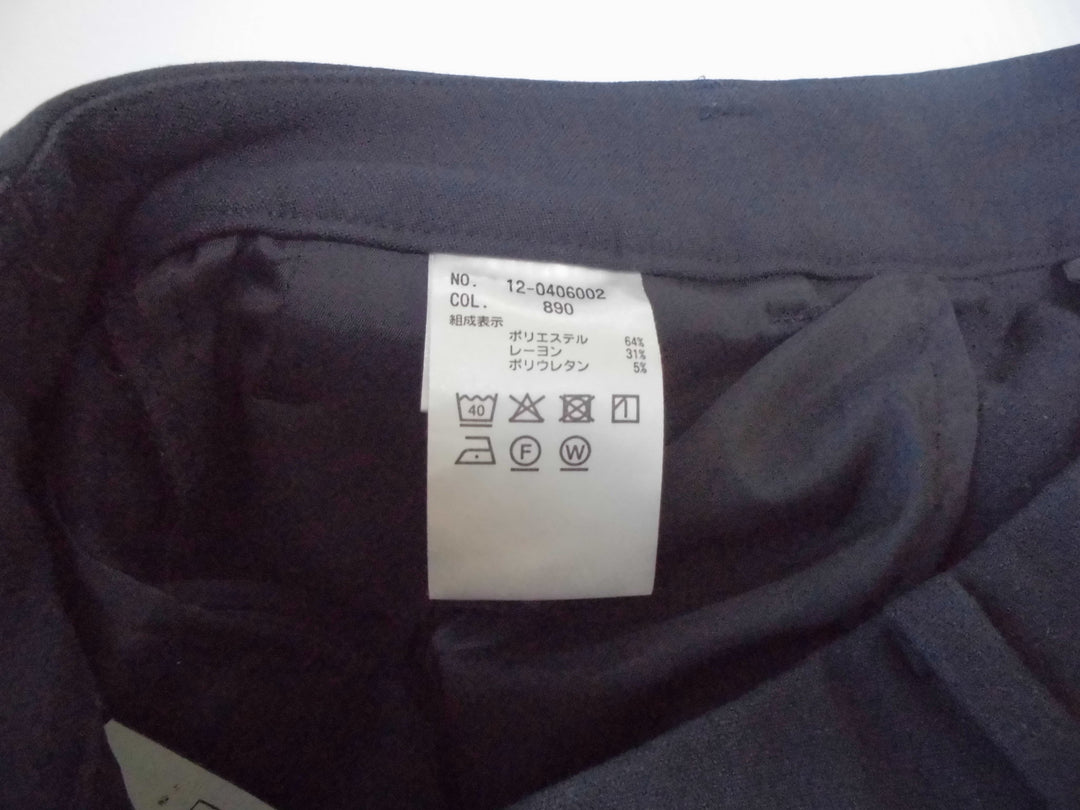 NO. 12-0406002
COL. 890
組成表示
ポリエステル 64%
レーヨン 31%
ポリウレタン 5%
40
F W